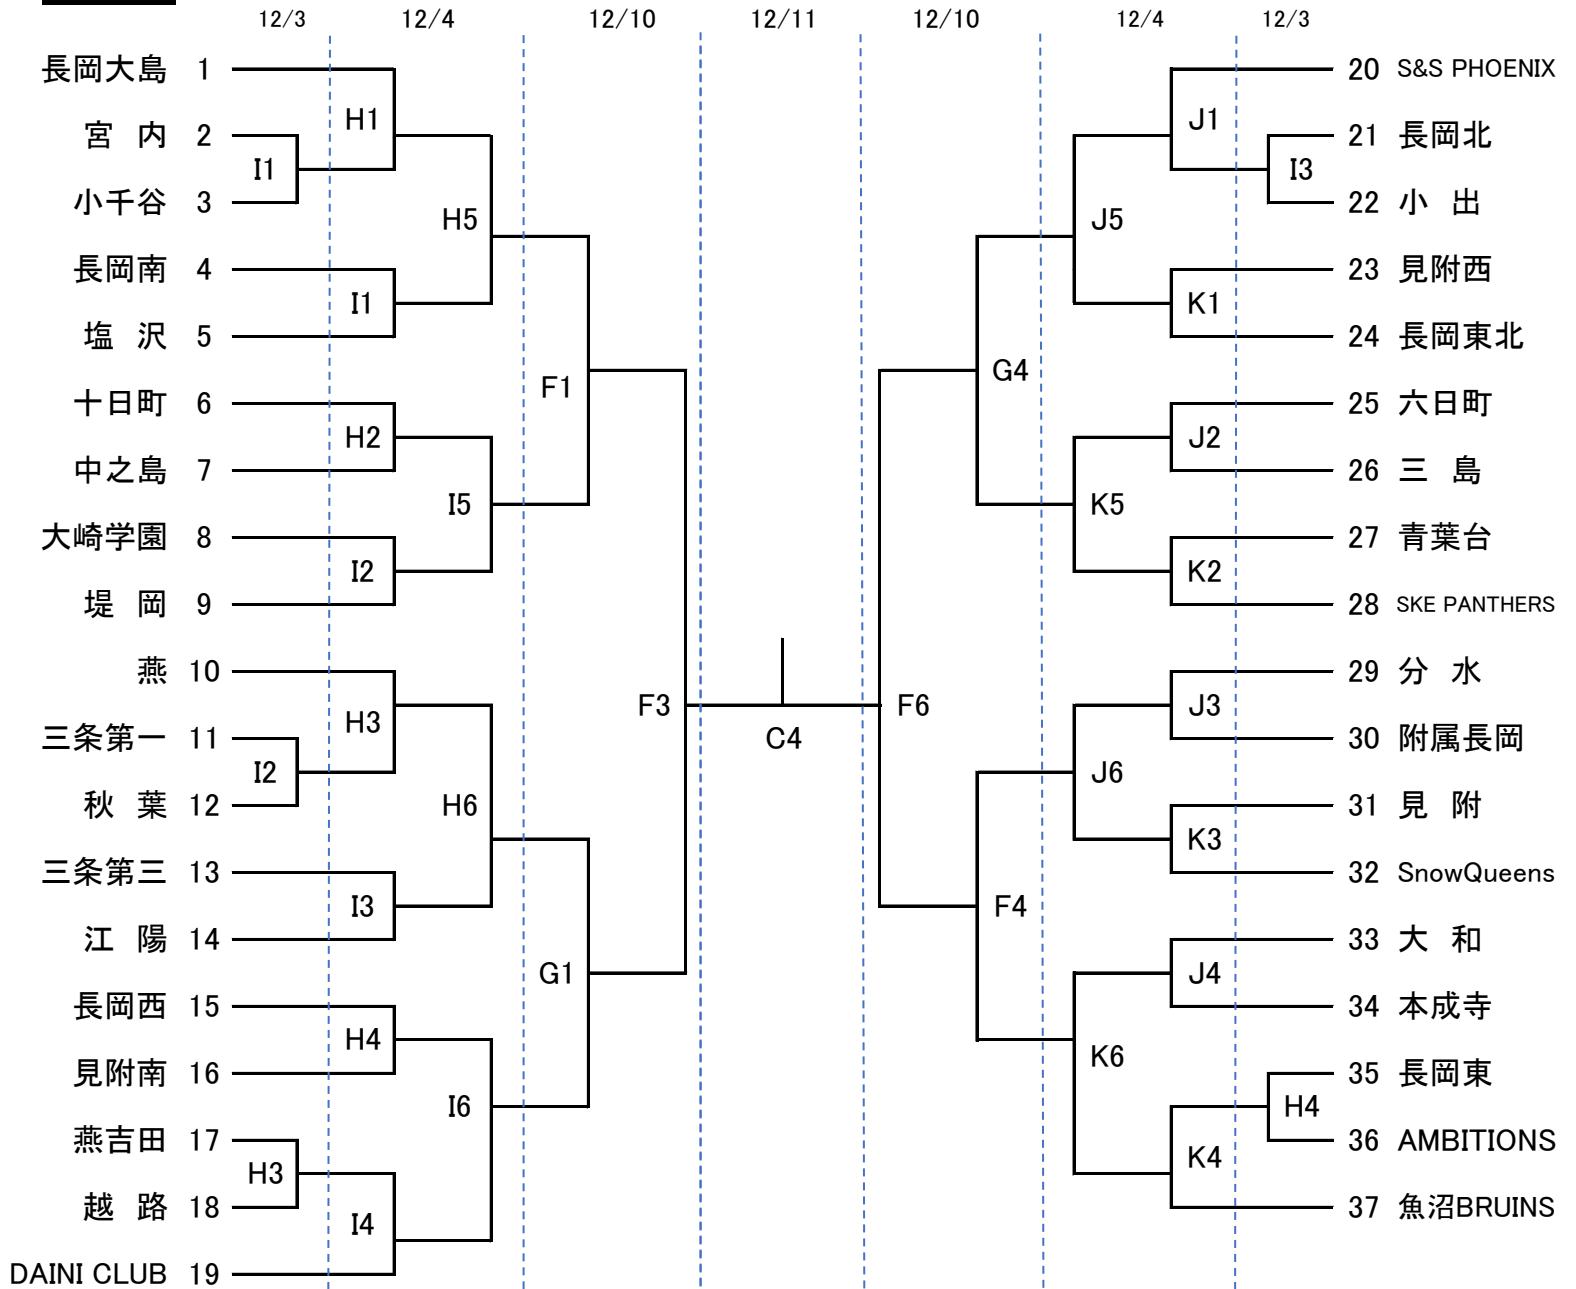 12/3 12/4 12/10 12/11 12/10 12/4 12/3
長岡大島 1
宮 内 2
小千谷 3
長岡南 4
塩 沢 5
十日町 6
中之島 7
大崎学園 8
堤 岡 9
燕 10
三条第一 11
秋 葉 12
三条第三 13
江 陽 14
長岡西 15
見附南 16
燕吉田 17
越 路 18
DAINI CLUB 19
I1
I2
H3
H1
I1
H2
I2
H3
I3
H4
I4
H5
I5
H6
I6
F1
G1
F3
C4
F6
G4
F4
J5
K5
J6
K6
J1
K1
J2
K2
J3
K3
J4
K4
I3
H4
20 S&S PHOENIX
21 長岡北
22 小 出
23 見附西
24 長岡東北
25 六日町
26 三 島
27 青葉台
28 SKE PANTHERS
29 分 水
30 附属長岡
31 見 附
32 SnowQueens
33 大 和
34 本成寺
35 長岡東
36 AMBITIONS
37 魚沼BRUINS